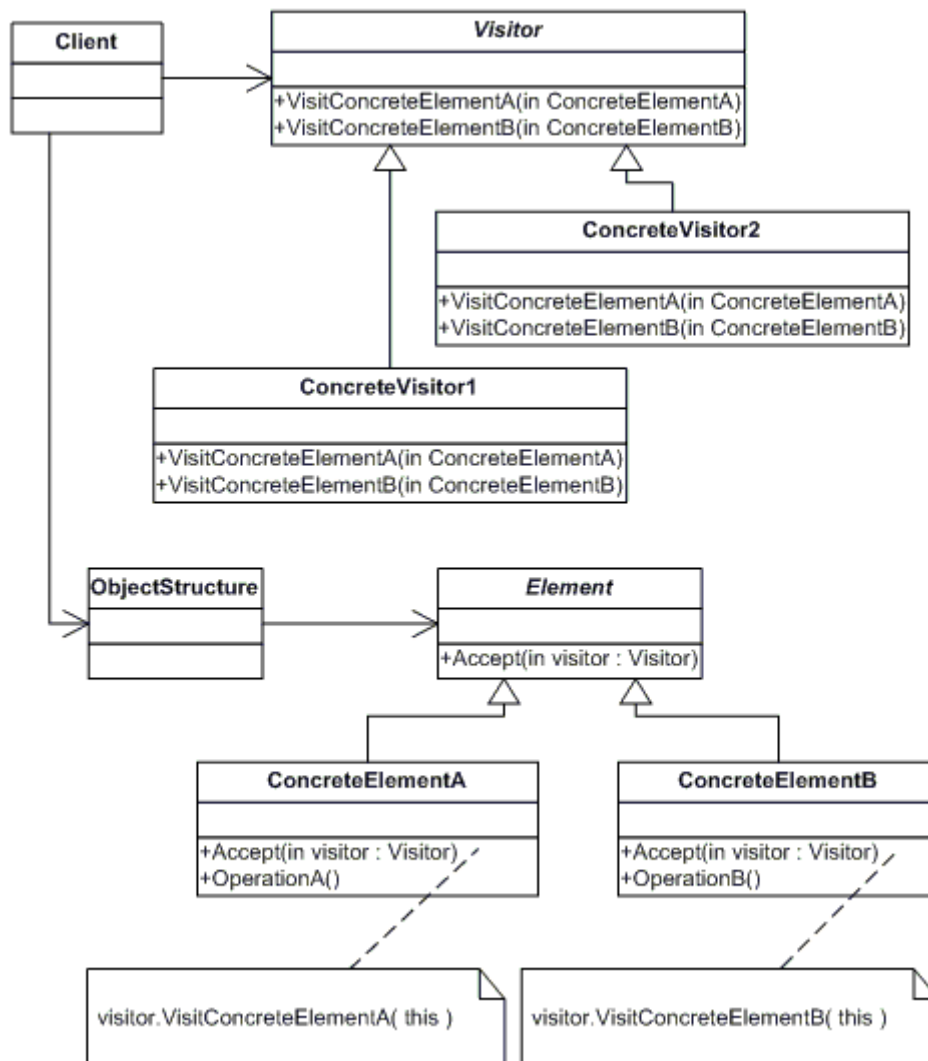 Client
Visitor
+VisitConcreteElementA(in ConcreteElementA)
+VisitConcreteElementB(in ConcreteElementB)
ConcreteVisitor2
+VisitConcreteElementA(in ConcreteElementA)
+VisitConcreteElementB(in ConcreteElementB)
ConcreteVisitor1
+VisitConcreteElementA(in ConcreteElementA)
+VisitConcreteElementB(in ConcreteElementB)
ObjectStructure
Element
+Accept(in visitor : Visitor)
ConcreteElementA
+Accept(in visitor : Visitor)
+OperationA()
ConcreteElementB
+Accept(in visitor : Visitor)
+OperationB()
visitor.VisitConcreteElementA( this )
visitor.VisitConcreteElementB( this )